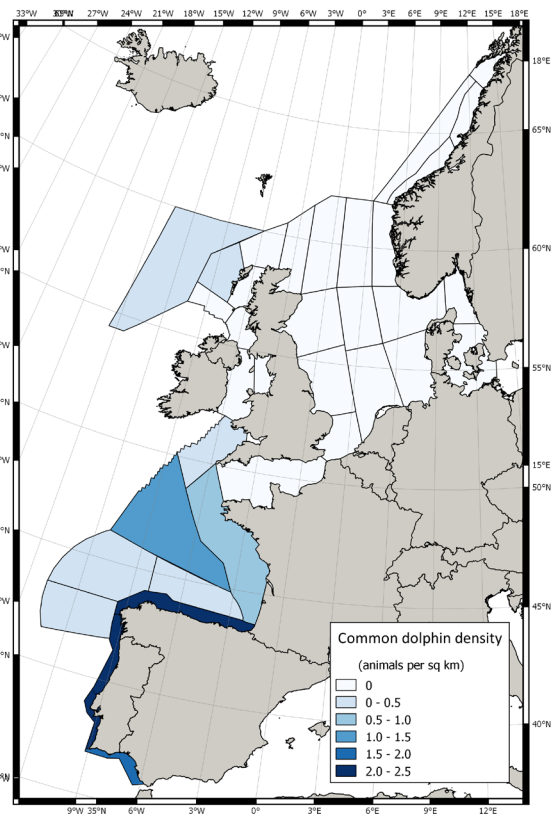 33°W 30°W 27°W 24°W 21°W 18°W 15°W 12°W 9°W 6°W 3°W 0° 3°E 6°E 9°E 12°E 15°E 18°E
18°E
65°N
60°N
55°N
15°E
50°N
45°N
40°N
Common dolphin density
(animals per sq km)
0
0 - 0.5
0.5 - 1.0
1.0 - 1.5
1.5 - 2.0
2.0 - 2.5
9°W 35°N 6°W 3°W 0° 3°E 6°E 9°E 12°E